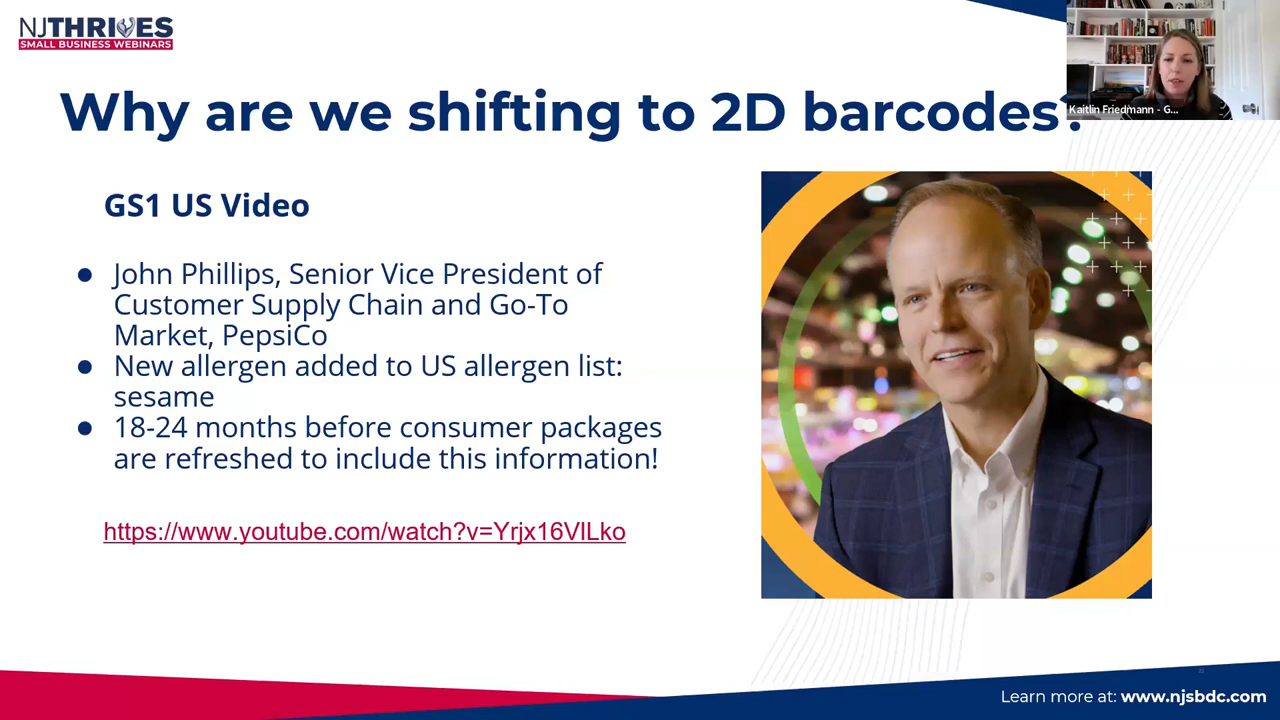 NJTHRIVES
SMALL BUSINESS WEBINARS
Kaitlin Friedmann - G...
Why are we shifting to 2D barcodes?
GS1 US Video
● John Phillips, Senior Vice President of
Customer Supply Chain and Go-To
Market, PepsiCo
● New allergen added to US allergen list:
sesame
● 18-24 months before consumer packages
are refreshed to include this information!
https://www.youtube.com/watch?v=Yrjx16VlLko
Learn more at: www.njsbdc.com